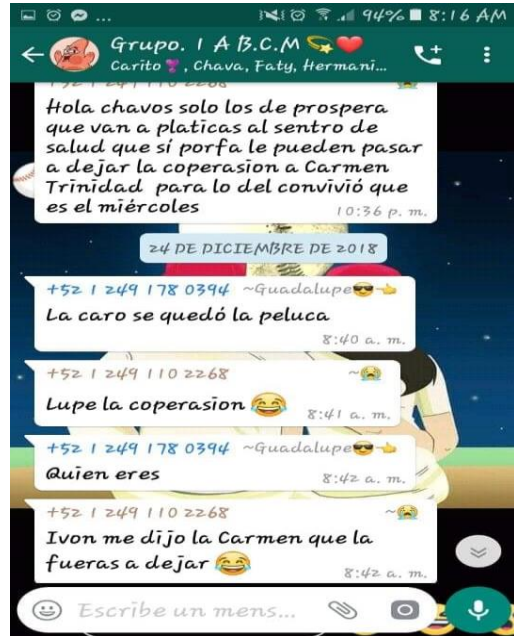 94% 8:16 AM
Grupo. 1 A B.C.M
Carito, Chava, Faty, Hermani...
Hola chavos solo los de prospera
que van a platicas al sentro de
salud que sí porfa le pueden pasar
a dejar la coperasion a Carmen
Trinidad para lo del convivió que
es el miércoles
10:36 p. m.
24 DE DICIEMBRE DE 2018
+52 1 249 178 0394 ~Guadalupe😎👈
La caro se quedó la peluca
8:40 a. m.
+52 1 249 110 2268 ~😭
Lupe la coperasion 😂
8:41 a. m.
+52 1 249 178 0394 ~Guadalupe😎👈
Quien eres
8:42 a. m.
+52 1 249 110 2268 ~😭
Ivon me dijo la Carmen que la
fueras a dejar 😂
8:42 a. m.
Escribe un mens...